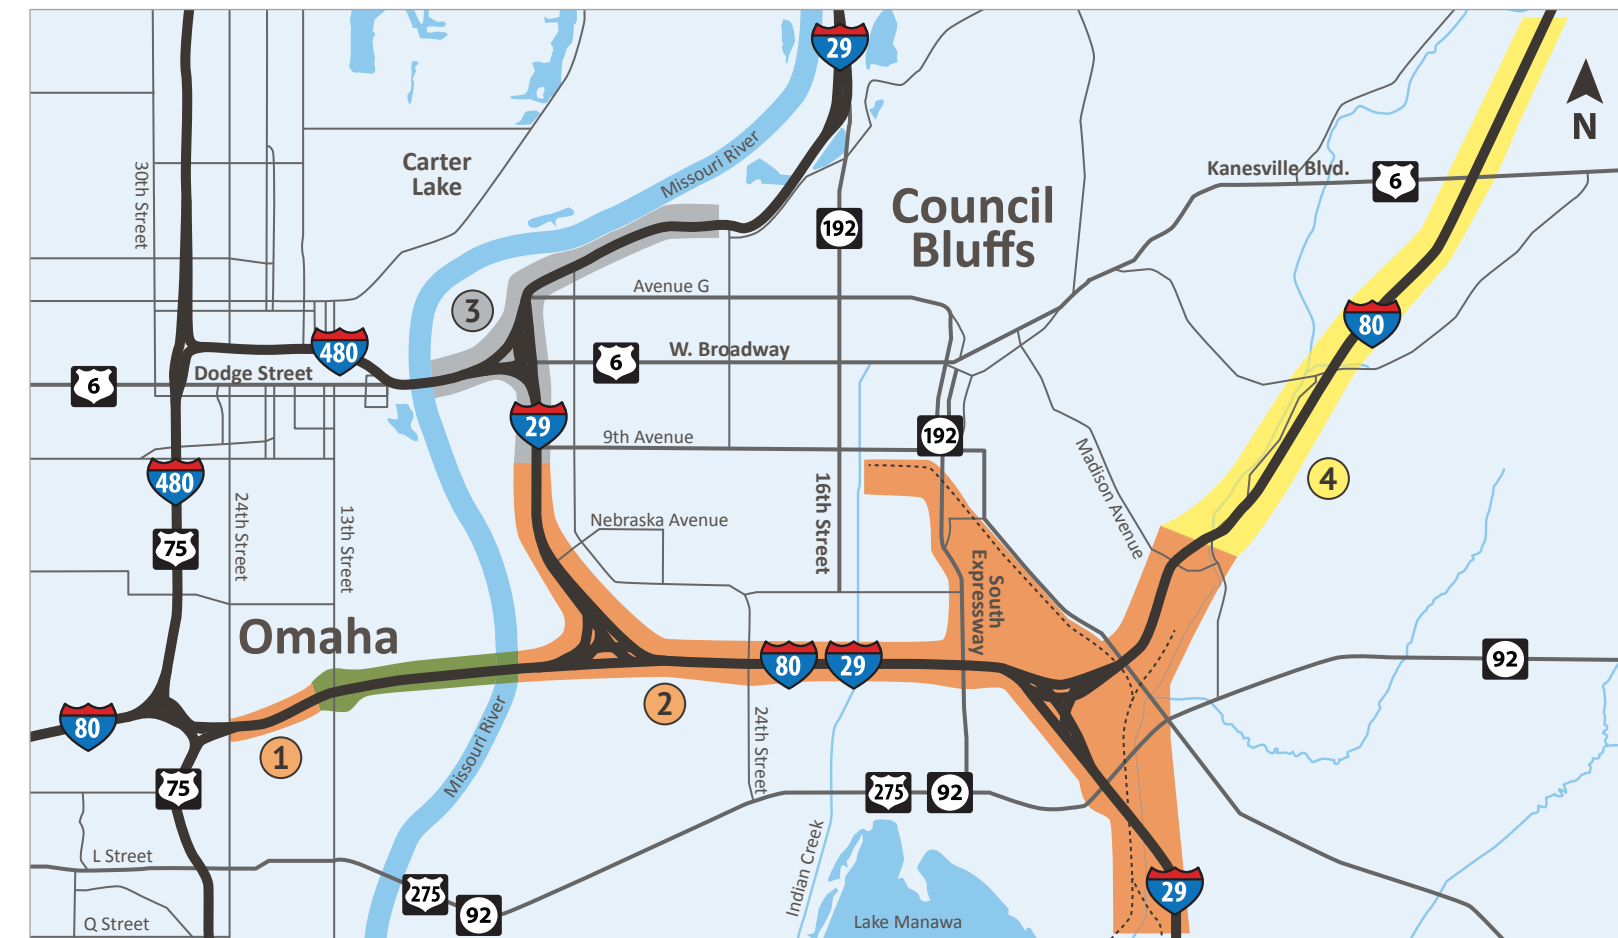 29
N
Missouri River
Carter
Lake
Kanesville Blvd.
6
30th Street
192
Council
Bluffs
Avenue G
3
80
480
W. Broadway
6
Dodge Street
6
29
9th Avenue
192
Madison Avenue
480
16th Street
4
24th Street
13th Street
Nebraska Avenue
75
South
Expressway
Omaha
80
29
92
2
80
Missouri River
24th Street
1
75
275
92
Indian Creek
L Street
275
92
29
Q Street
Lake Manawa